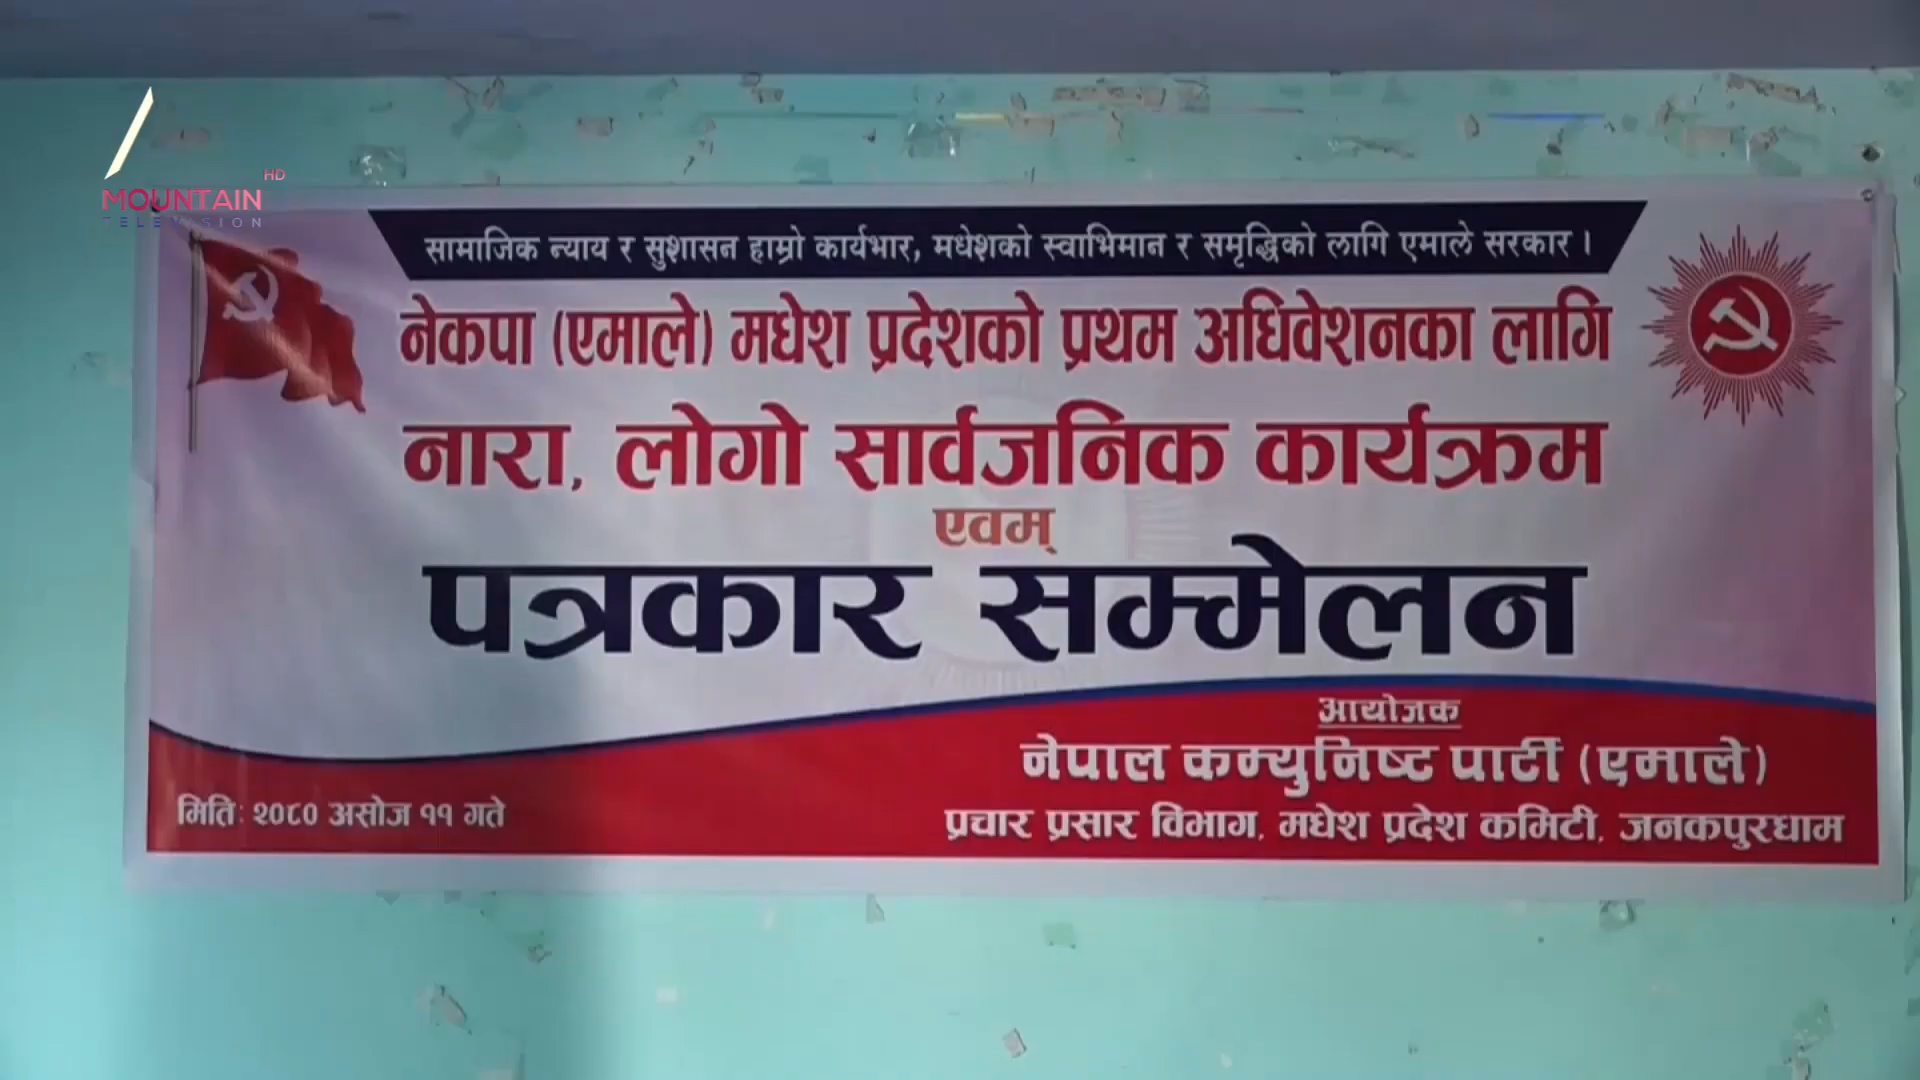 HD
MOUNTAIN
TELEVISION
सामाजिक न्याय र सुशासन हाम्रो कार्यभार, मधेशको स्वाभिमान र समृद्धिको लागि एमाले सरकार ।
नेकपा (एमाले) मधेश प्रदेशको प्रथम अधिवेशनका लागि
नारा, लोगो सार्वजनिक कार्यक्रम
एवम्
पत्रकार सम्मेलन
आयोजक
नेपाल कम्युनिष्ट पार्टी (एमाले)
प्रचार प्रसार विभाग, मधेश प्रदेश कमिटी, जनकपुरधाम
मिति: २०८० असोज ११ गते